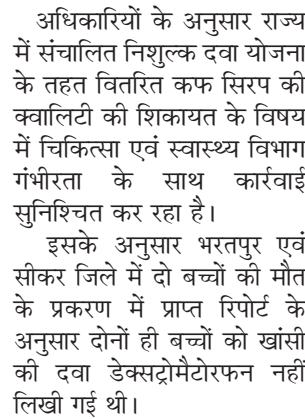 अधिकारियों के अनुसार राज्य
में संचालित निशुल्क दवा योजना
के तहत वितरित कफ सिरप की
क्वालिटी की शिकायत के विषय
में चिकित्सा एवं स्वास्थ्य विभाग
गंभीरता के साथ कार्रवाई
सुनिश्चित कर रहा है।
इसके अनुसार भरतपुर एवं
सीकर जिले में दो बच्चों की मौत
के प्रकरण में प्राप्त रिपोर्ट के
अनुसार दोनों ही बच्चों को खांसी
की दवा डेक्सट्रोमैटोरफन नहीं
लिखी गई थी।